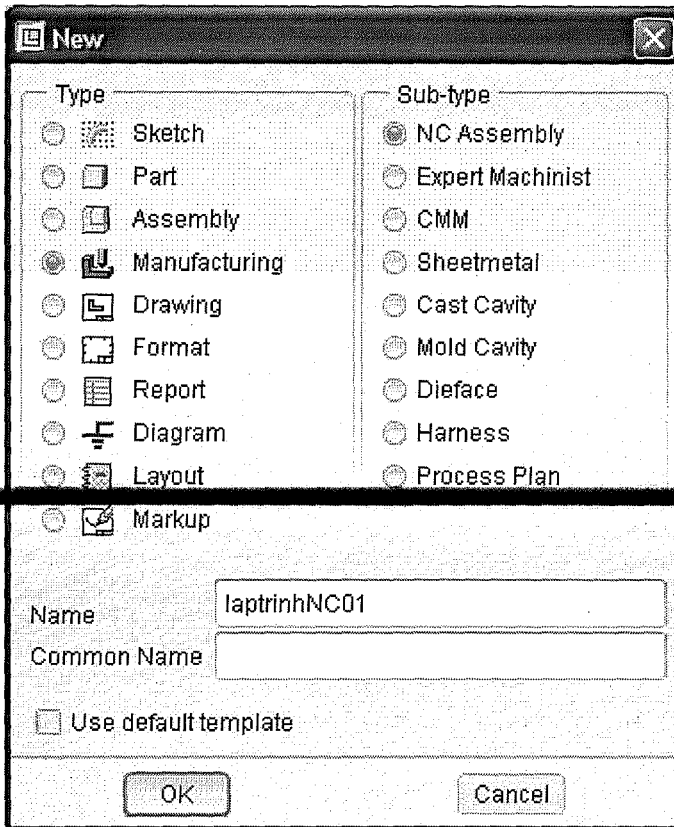 New
Type
Sketch
Part
Assembly
Manufacturing
Drawing
Format
Report
Diagram
Layout
Markup
Sub-type
NC Assembly
Expert Machinist
CMM
Sheetmetal
Cast Cavity
Mold Cavity
Dieface
Harness
Process Plan
Name
laptrinhNC01
Common Name
Use default template
OK
Cancel